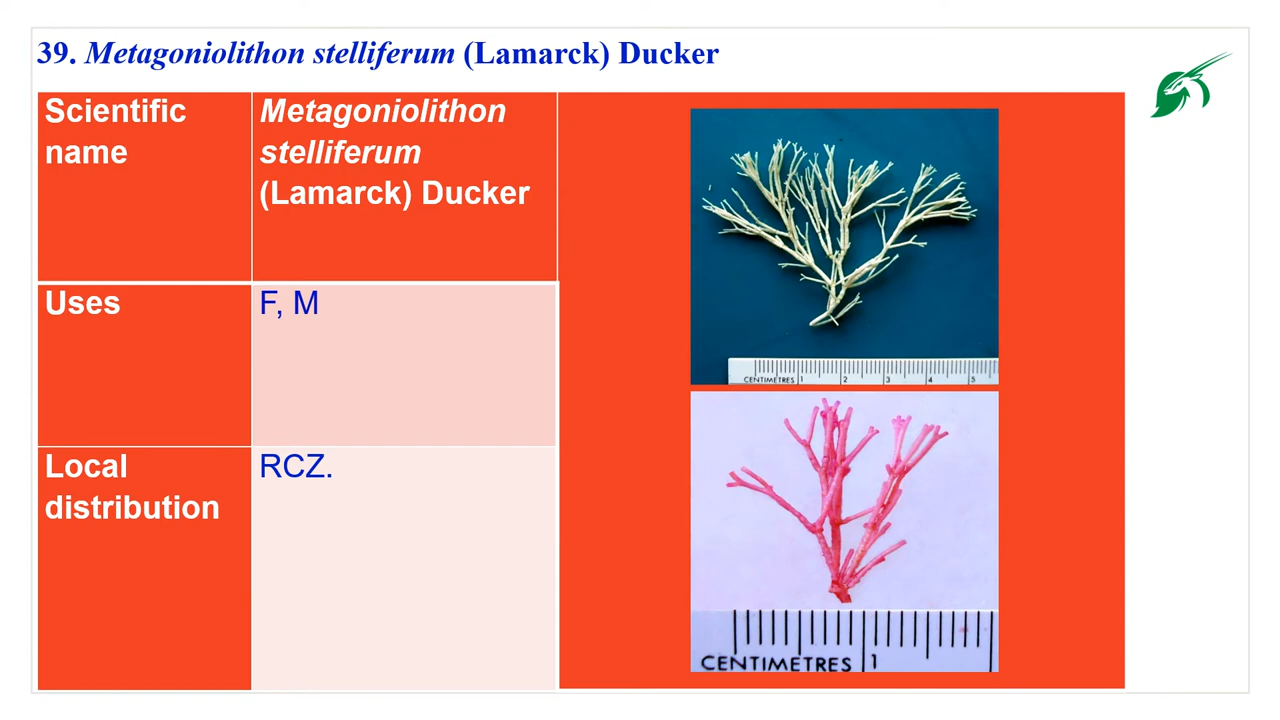 39. Metagoniolithon stelliferum (Lamarck) Ducker
Scientific
name
Metagoniolithon
stelliferum
(Lamarck) Ducker
Uses
F, M
Local
distribution
RCZ.
CENTIMETRES 1 2 3 4 5
CENTIMETRES 1